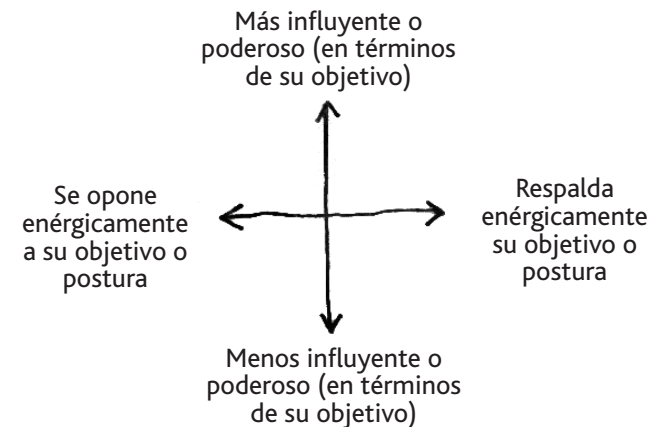 Más influyente o
poderoso (en términos
de su objetivo)
Se opone
enérgicamente
a su objetivo o
postura
Respalda
enérgicamente
su objetivo o
postura
Menos influyente o
poderoso (en términos
de su objetivo)